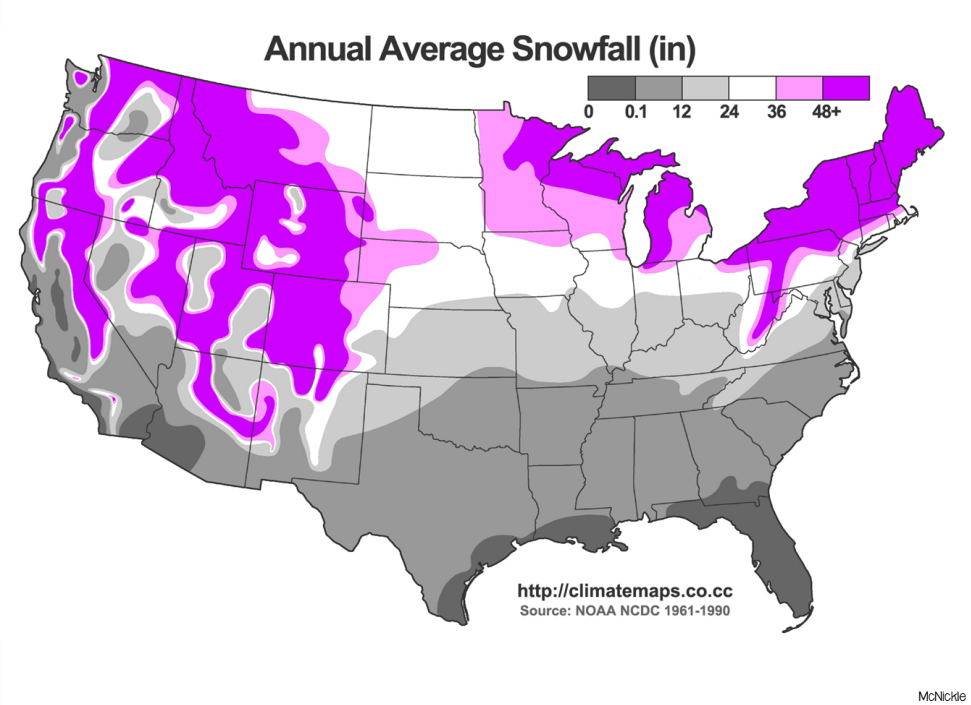 Annual Average Snowfall (in)
0 0.1 12 24 36 48+
http://climatemaps.co.cc
Source: NOAA NCDC 1961-1990
McNickle